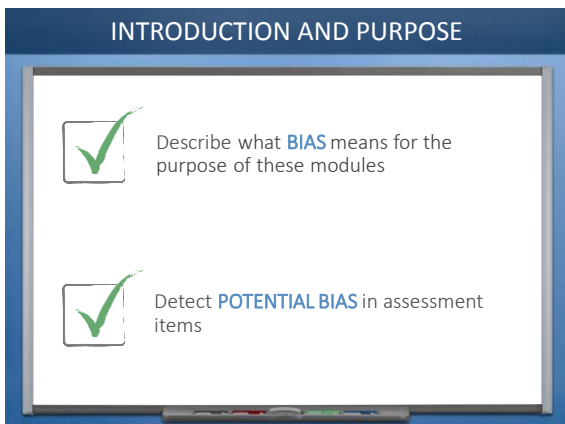 INTRODUCTION AND PURPOSE
Describe what BIAS means for the
purpose of these modules
Detect POTENTIAL BIAS in assessment
items